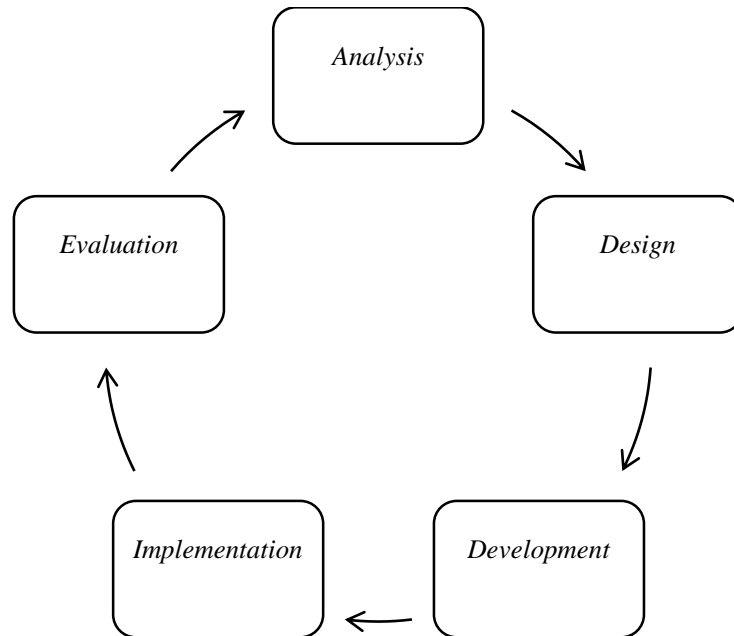 Analysis
Design
Development
Implementation
Evaluation